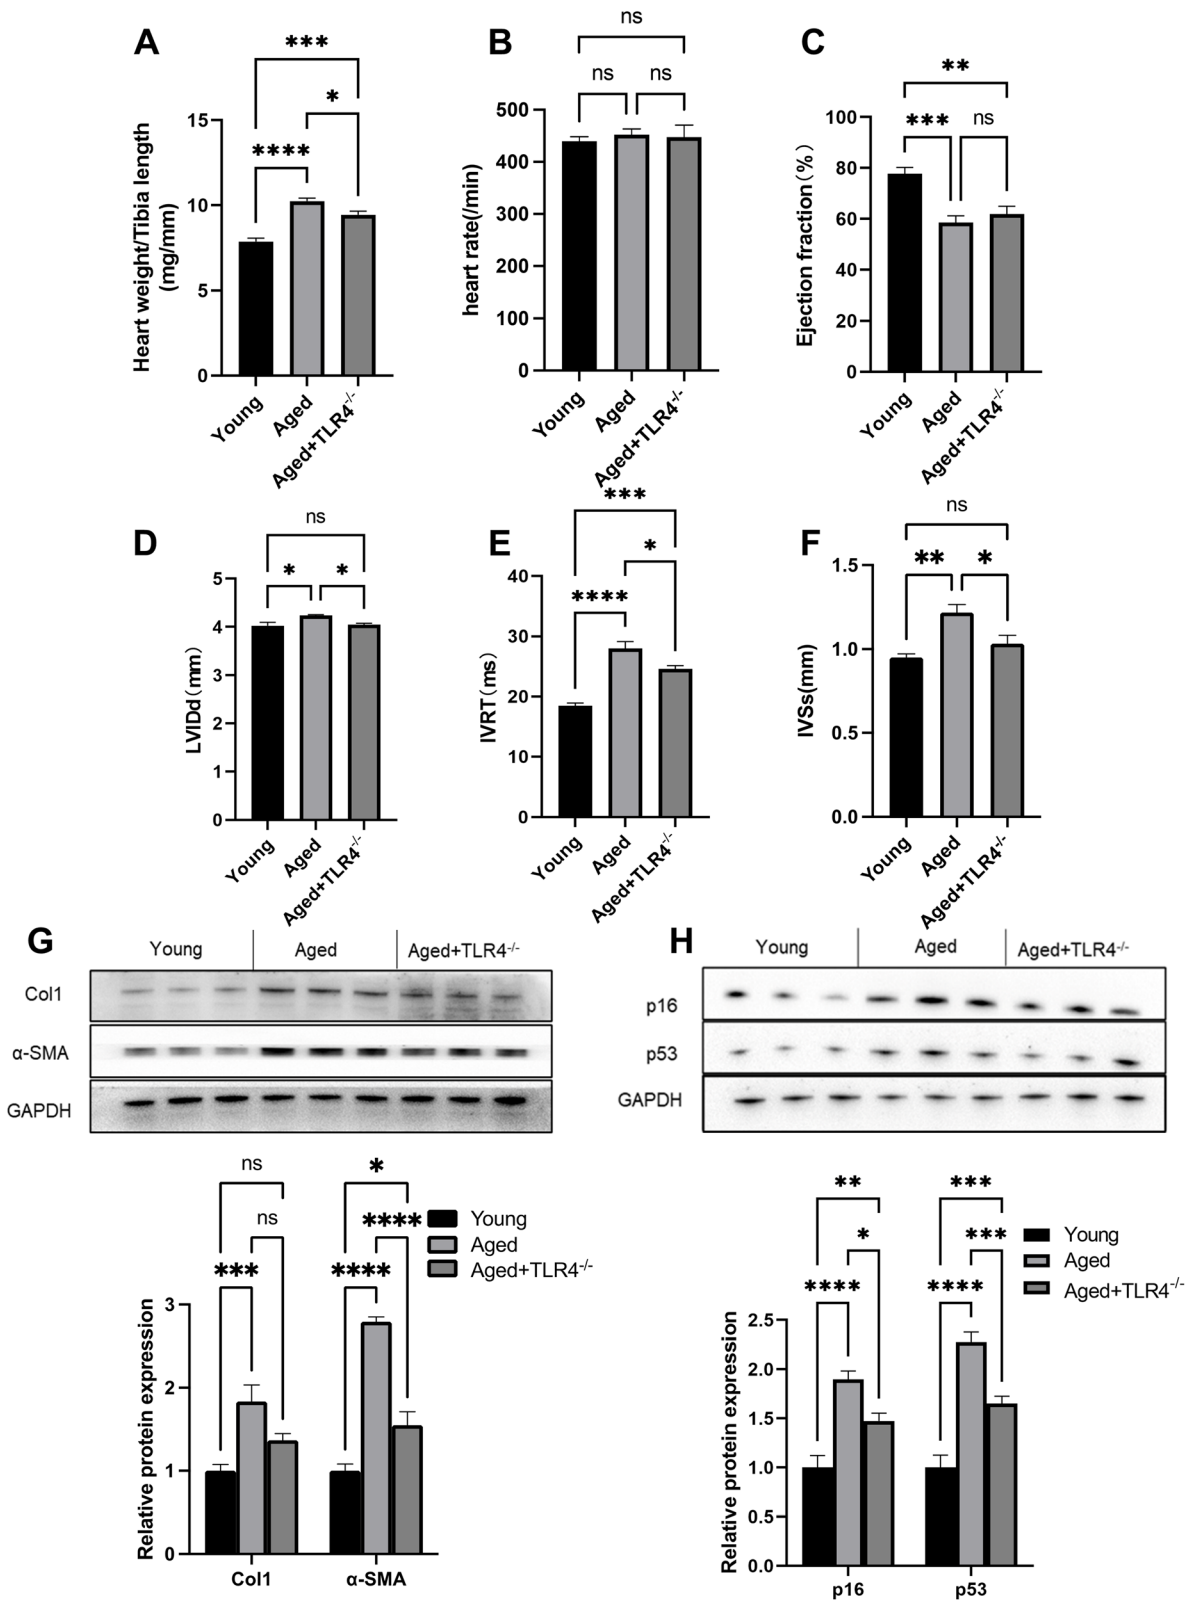 A
***
*
****
Heart weight/Tibia length
(mg/mm)
15
10
5
0
Young
Aged
Aged+TLR4-/-
B
ns
ns
ns
heart rate(/min)
500
400
300
200
100
0
Young
Aged
Aged+TLR4-/-
C
**
***
ns
Ejection fraction（%）
100
80
60
40
20
0
Young
Aged
Aged+TLR4-/-
D
ns
*
*
LVIDd（mm）
5
4
3
2
1
0
Young
Aged
Aged+TLR4-/-
E
***
*
****
IVRT（ms）
40
30
20
10
0
Young
Aged
Aged+TLR4-/-
F
ns
**
*
IVSs(mm)
1.5
1.0
0.5
0.0
Young
Aged
Aged+TLR4-/-
G
Young
Aged
Aged+TLR4-/-
Col1
α-SMA
GAPDH
ns
ns
***
*
****
****
Young
Aged
Aged+TLR4-/-
Relative protein expression
3
2
1
0
Col1
α-SMA
H
Young
Aged
Aged+TLR4-/-
p16
p53
GAPDH
**
*
****
***
***
****
Young
Aged
Aged+TLR4-/-
Relative protein expression
2.5
2.0
1.5
1.0
0.5
0.0
p16
p53